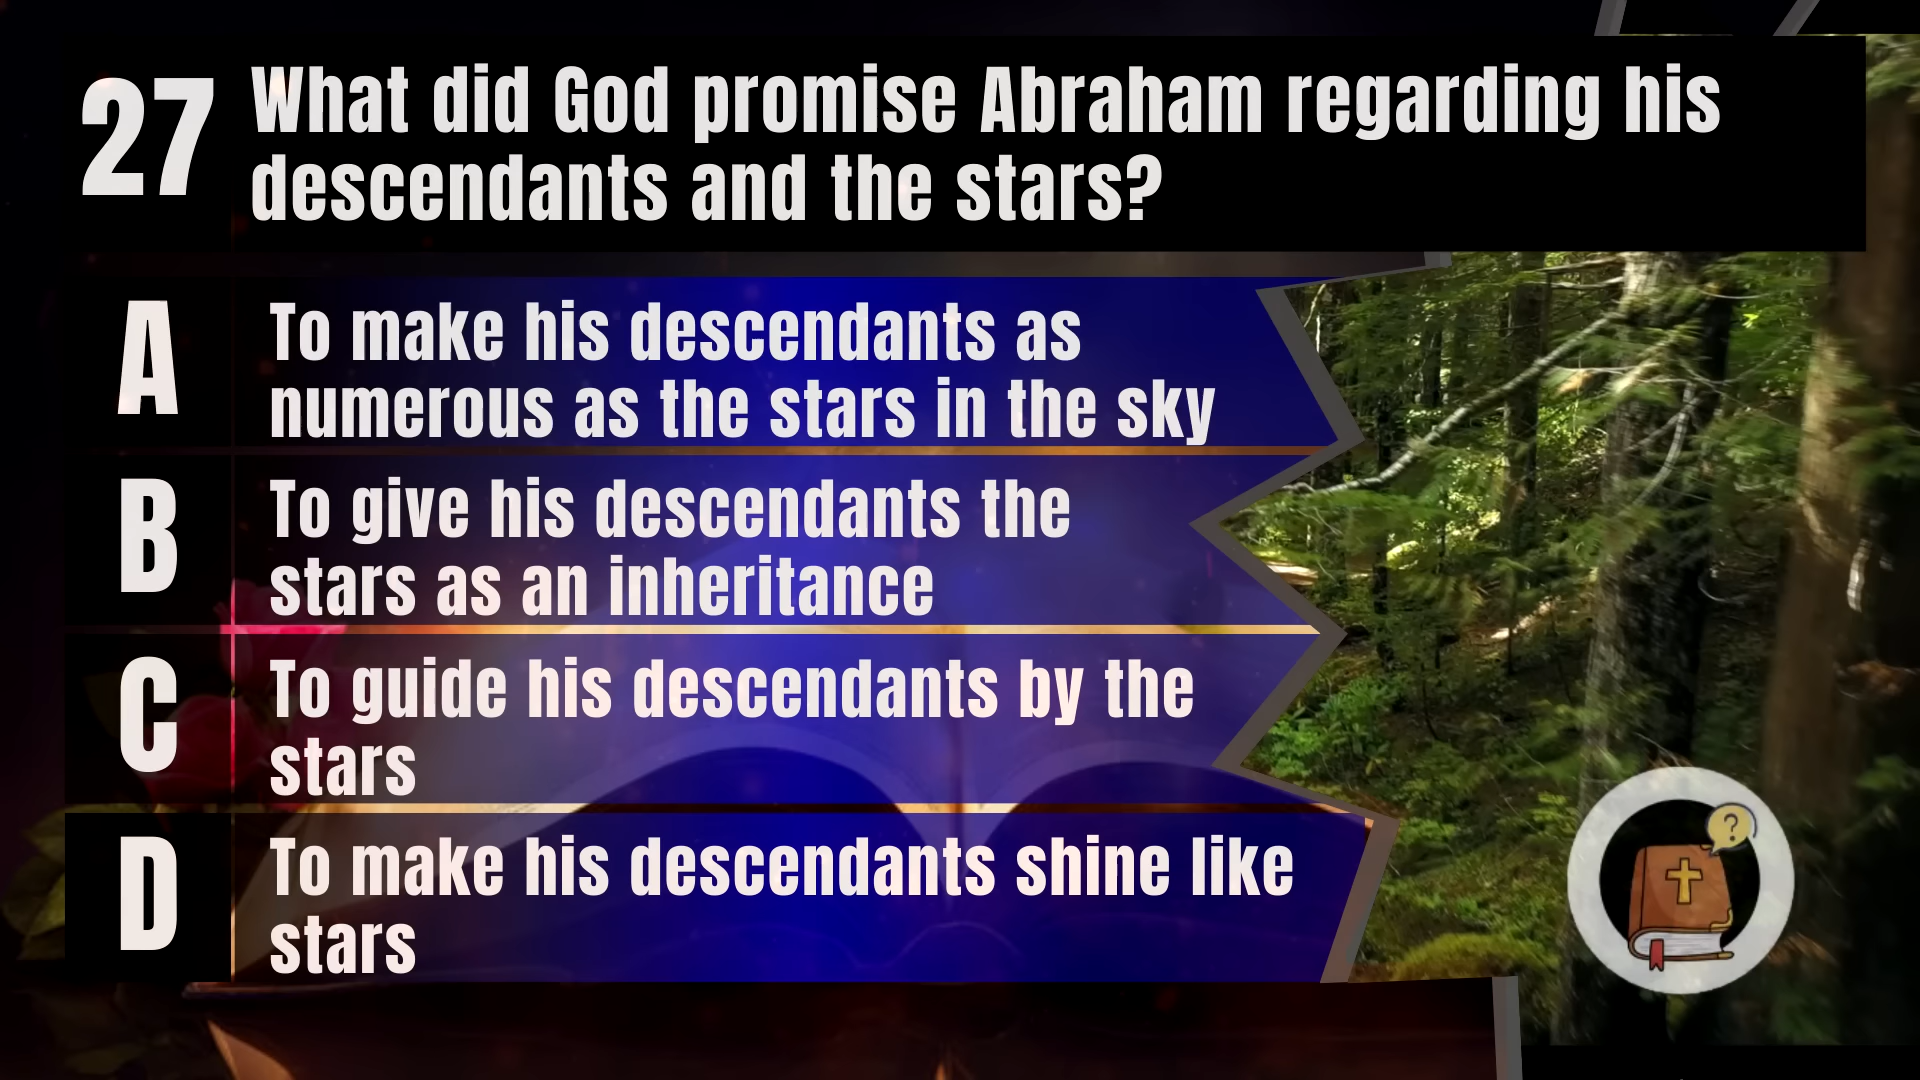 27
What did God promise Abraham regarding his
descendants and the stars?
A
To make his descendants as
numerous as the stars in the sky
B
To give his descendants the
stars as an inheritance
C
To guide his descendants by the
stars
D
To make his descendants shine like
stars
?